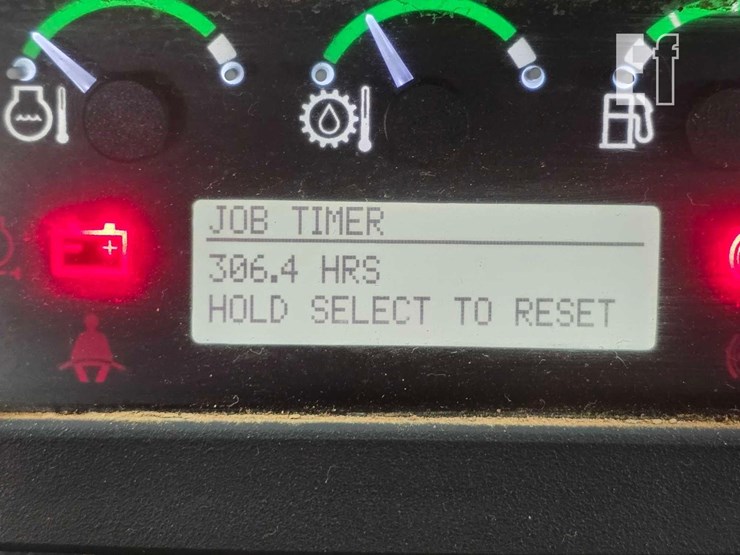 JOB TIMER
306.4 HRS
HOLD SELECT TO RESET